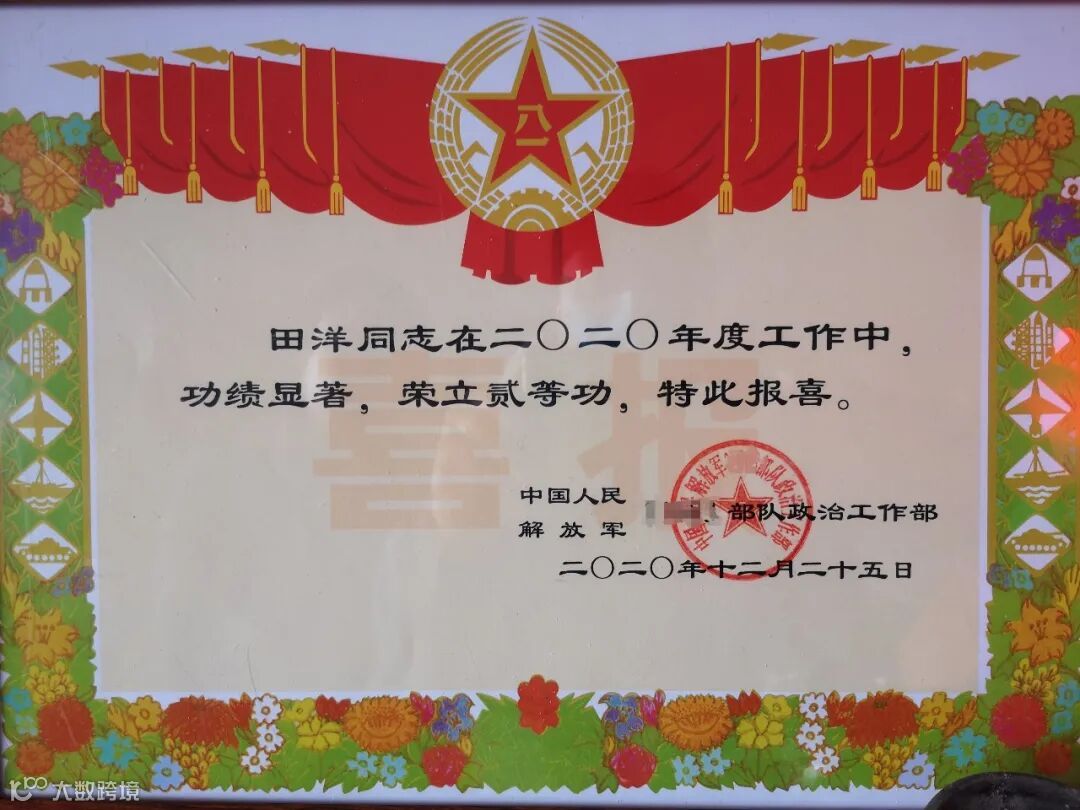 八一
喜报
田洋同志在二〇二〇年度工作中，
功绩显著，荣立贰等功，特此报喜。
中国人民
解放军
部队政治工作部
二〇二〇年十二月二十五日
大数跨境